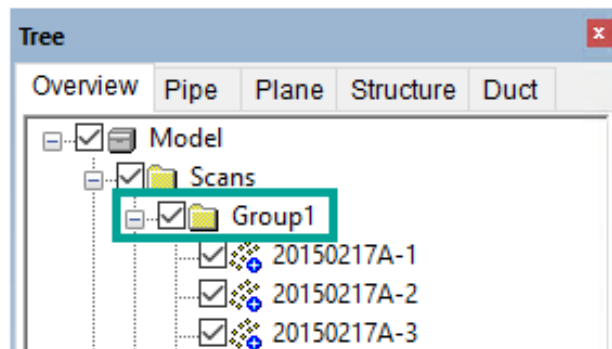 Tree x
Overview Pipe Plane Structure Duct
Model
Scans
Group1
20150217A-1
20150217A-2
20150217A-3